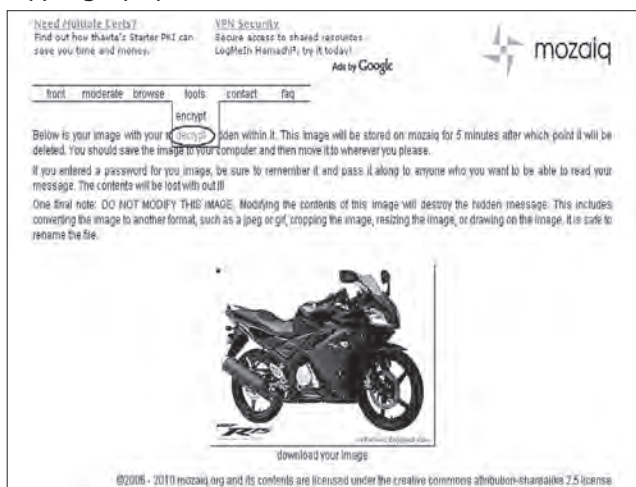 Need Multiple Certs?
Find out how thawte's Starter PKI can
save you time and money.
VPN Security
Secure access to shared resources
LogMeIn Hamachi², try it today!
Ads by Google
mozaiq
front moderate browse tools contact faq
encrypt
decrypt
Below is your image with your dden within it. This image will be stored on mozaiq for 5 minutes after which point it will be
deleted. You should save the image to your computer and then move it to wherever you please.
If you entered a password for you image, be sure to remember it and pass it along to anyone who you want to be able to read your
message. The contents will be lost with out it!
One final note: DO NOT MODIFY THIS IMAGE. Modifying the contents of this image will destroy the hidden message. This includes
converting the image to another format, such as a jpeg or gif, cropping the image, resizing the image, or drawing on the image. It is safe to
rename the file.
R15
download your image
©2006 - 2010 mozaiq.org and its contents are licensed under the creative commons attribution-sharealike 2.5 license